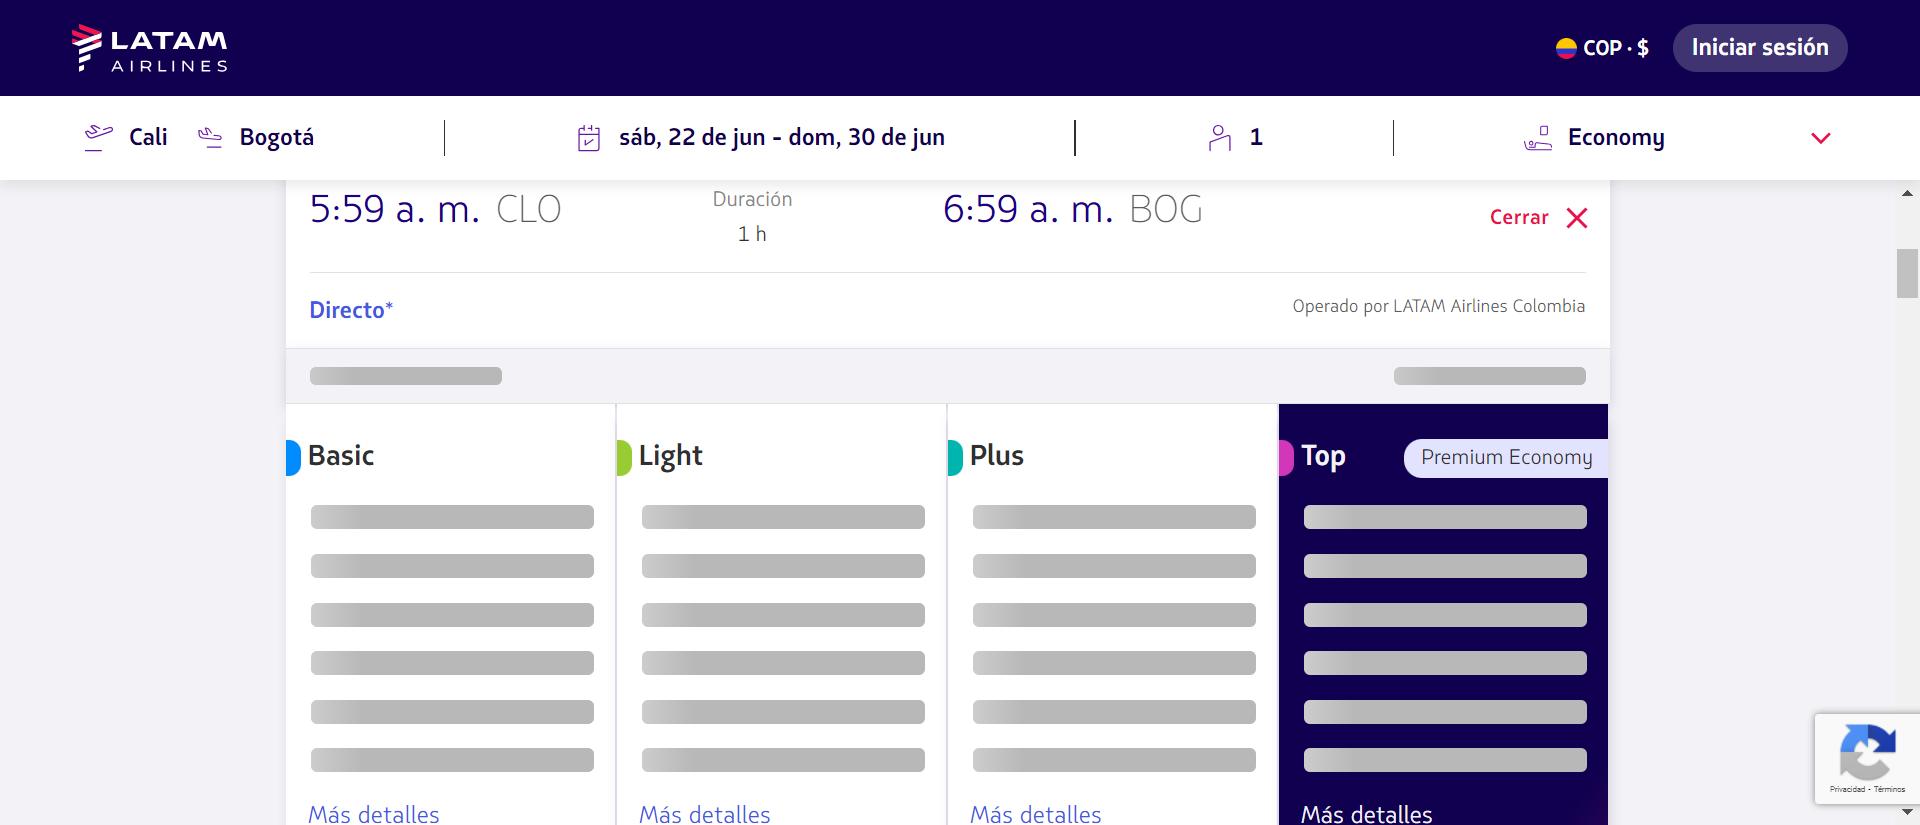 LATAM
AIRLINES
COP · $
Iniciar sesión
Cali
Bogotá
sáb, 22 de jun - dom, 30 de jun
1
Economy
5:59 a. m. CLO
Duración
1 h
6:59 a. m. BOG
Cerrar
Directo*
Operado por LATAM Airlines Colombia
Basic
Light
Plus
Top
Premium Economy
Más detalles
Más detalles
Más detalles
Más detalles
Privacidad - Términos